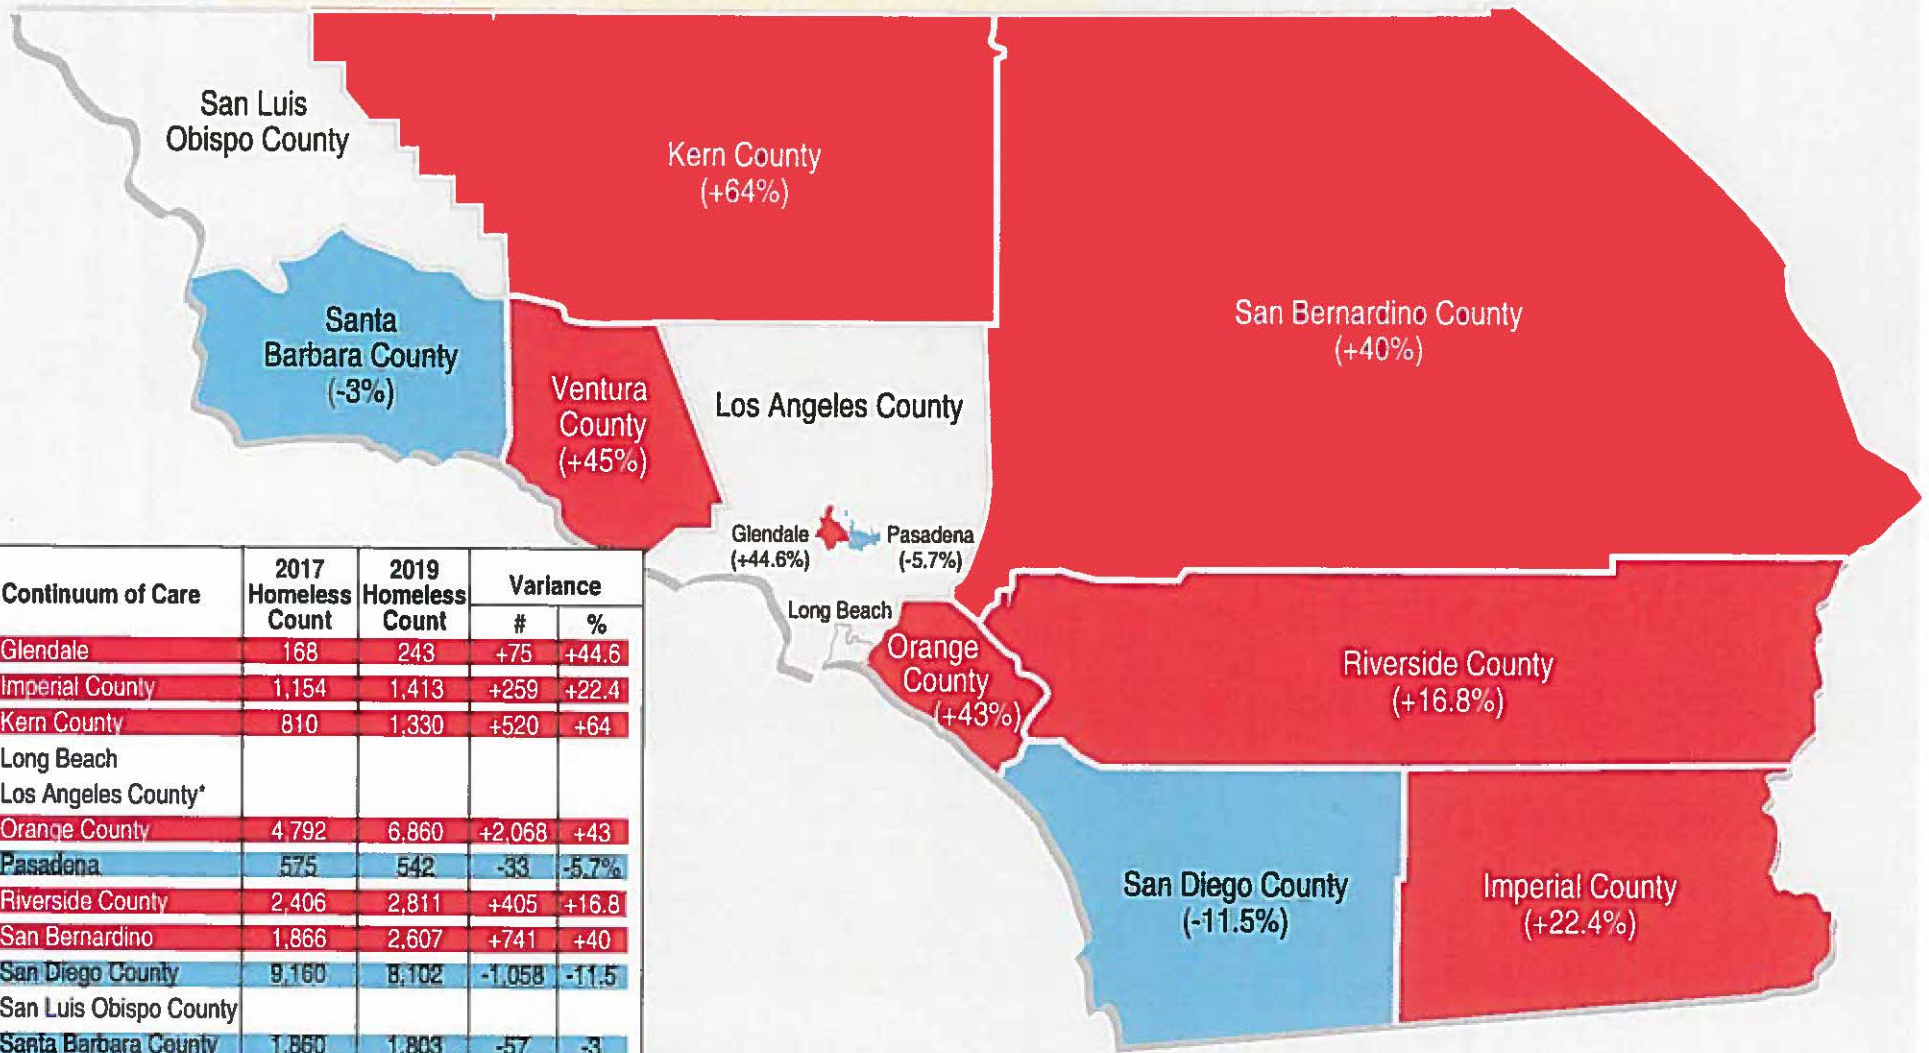 San Luis
Obispo County
Kern County
(+64%)
San Bernardino County
(+40%)
Santa
Barbara County
(-3%)
Ventura
County
(+45%)
Los Angeles County
Glendale
(+44.6%)
Pasadena
(-5.7%)
Long Beach
Orange
County
(+43%)
Riverside County
(+16.8%)
San Diego County
(-11.5%)
Imperial County
(+22.4%)
Continuum of Care 2017 Homeless Count 2019 Homeless Count Variance
# %
Glendale 168 243 +75 +44.6
Imperial County 1,154 1,413 +259 +22.4
Kern County 810 1,330 +520 +64
Long Beach
Los Angeles County*
Orange County 4,792 6,860 +2,068 +43
Pasadena 575 542 -33 -5.7%
Riverside County 2,406 2,811 +405 +16.8
San Bernardino 1,866 2,607 +741 +40
San Diego County 9,160 8,102 -1,058 -11.5
San Luis Obispo County
Santa Barbara County 1,860 1,803 -57 -3